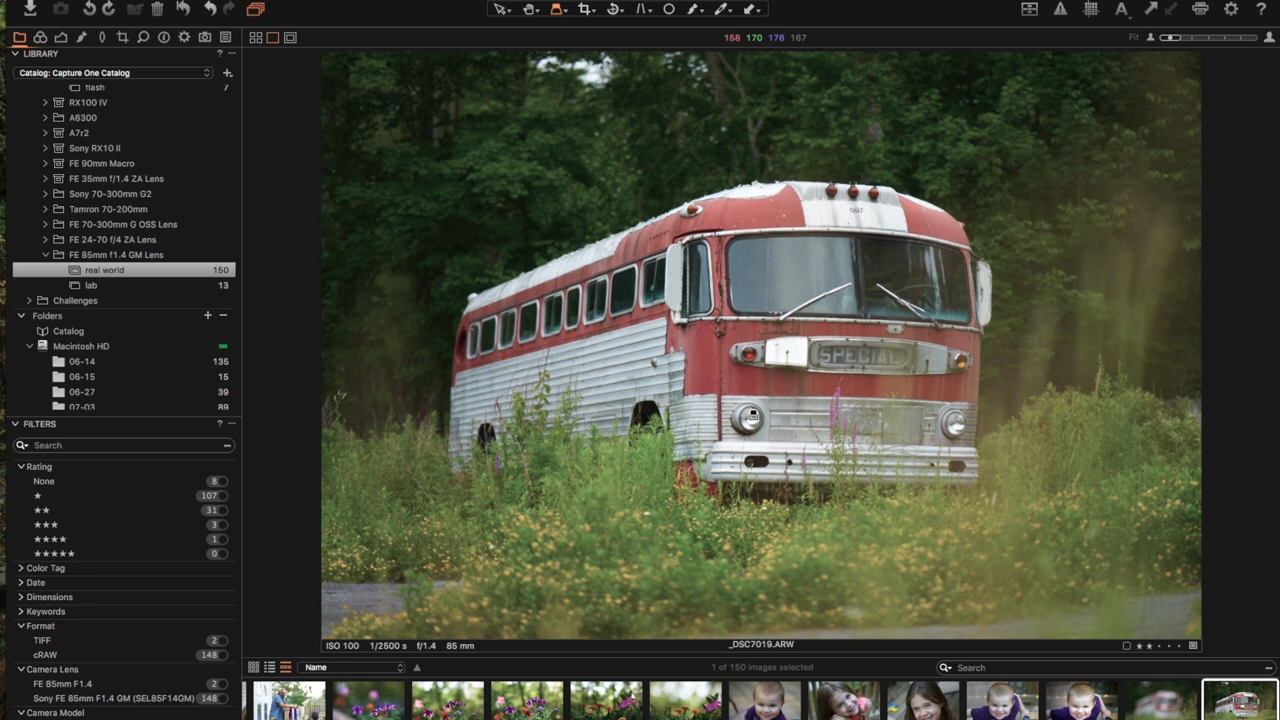 158 170 176 167
Fit
LIBRARY ? ...
Catalog: Capture One Catalog
flash 7
RX100 IV
A6300
A7r2
Sony RX10 II
FE 90mm Macro
FE 35mm f/1.4 ZA Lens
Sony 70-300mm G2
Tamron 70-200mm
FE 70-300mm G OSS Lens
FE 24-70 f/4 ZA Lens
FE 85mm f1.4 GM Lens
real world 150
lab 13
Challenges
Folders
Catalog
Macintosh HD
06-14 135
06-15 15
06-27 39
07-03 89
FILTERS ? ...
Search
Rating
None 8
★ 107
★★ 31
★★★ 3
★★★★ 1
★★★★★ 0
Color Tag
Date
Dimensions
Keywords
Format
TIFF 2
cRAW 148
Camera Lens
FE 85mm F1.4 2
Sony FE 85mm F1.4 GM (SEL85F14GM) 148
Camera Model
SPECIAL
ISO 100 1/2500 s f/1.4 85 mm
_DSC7019.ARW
★★
Name
1 of 150 images selected
Search